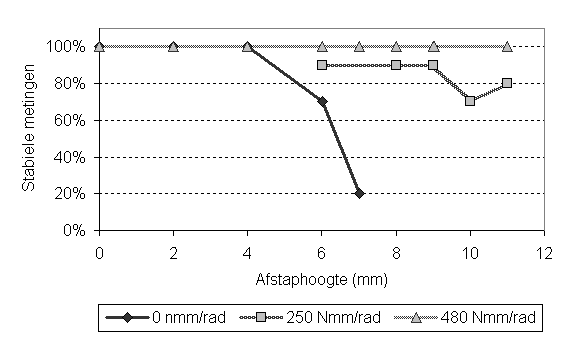 100%
80%
60%
40%
20%
0%
Stabiele metingen
0 2 4 6 8 10 12
Afstaphoogte (mm)
0 nmm/rad 250 Nmm/rad 480 Nmm/rad